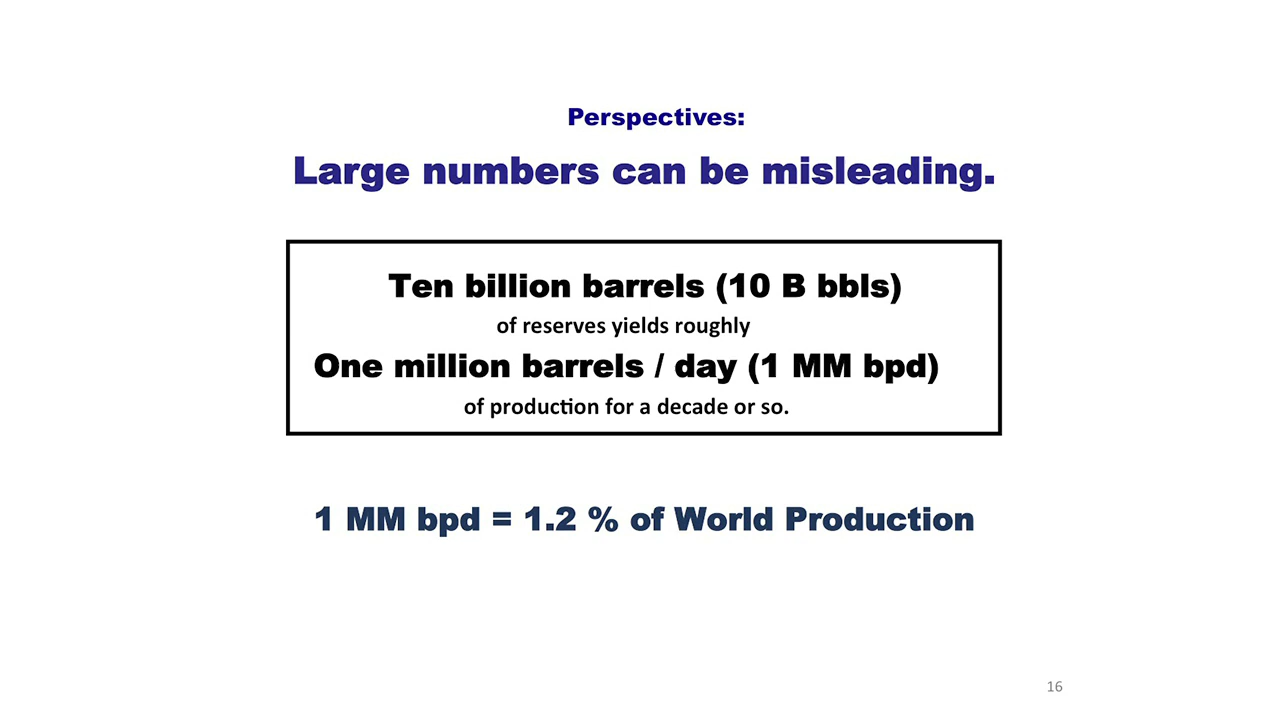 Perspectives:
Large numbers can be misleading.
Ten billion barrels (10 B bbls)
of reserves yields roughly
One million barrels / day (1 MM bpd)
of production for a decade or so.
1 MM bpd = 1.2 % of World Production
16